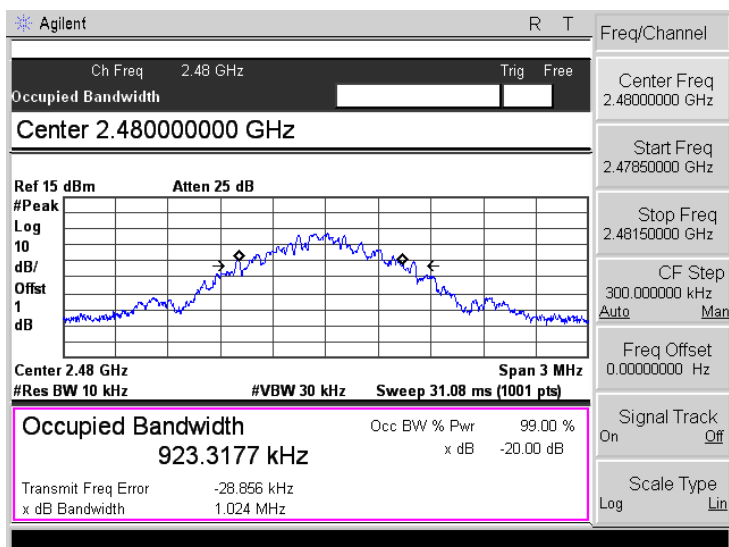 Agilent R T
Ch Freq 2.48 GHz Trig Free
Occupied Bandwidth
Center 2.480000000 GHz
Ref 15 dBm Atten 25 dB
#Peak
Log
10
dB/
Offst
1
dB
Center 2.48 GHz Span 3 MHz
#Res BW 10 kHz #VBW 30 kHz Sweep 31.08 ms (1001 pts)
Occupied Bandwidth Occ BW % Pwr 99.00 %
923.3177 kHz x dB -20.00 dB
Transmit Freq Error -28.856 kHz
x dB Bandwidth 1.024 MHz
Freq/Channel
Center Freq
2.48000000 GHz
Start Freq
2.47850000 GHz
Stop Freq
2.48150000 GHz
CF Step
300.000000 kHz
Auto Man
Freq Offset
0.00000000 Hz
Signal Track
On Off
Scale Type
Log Lin